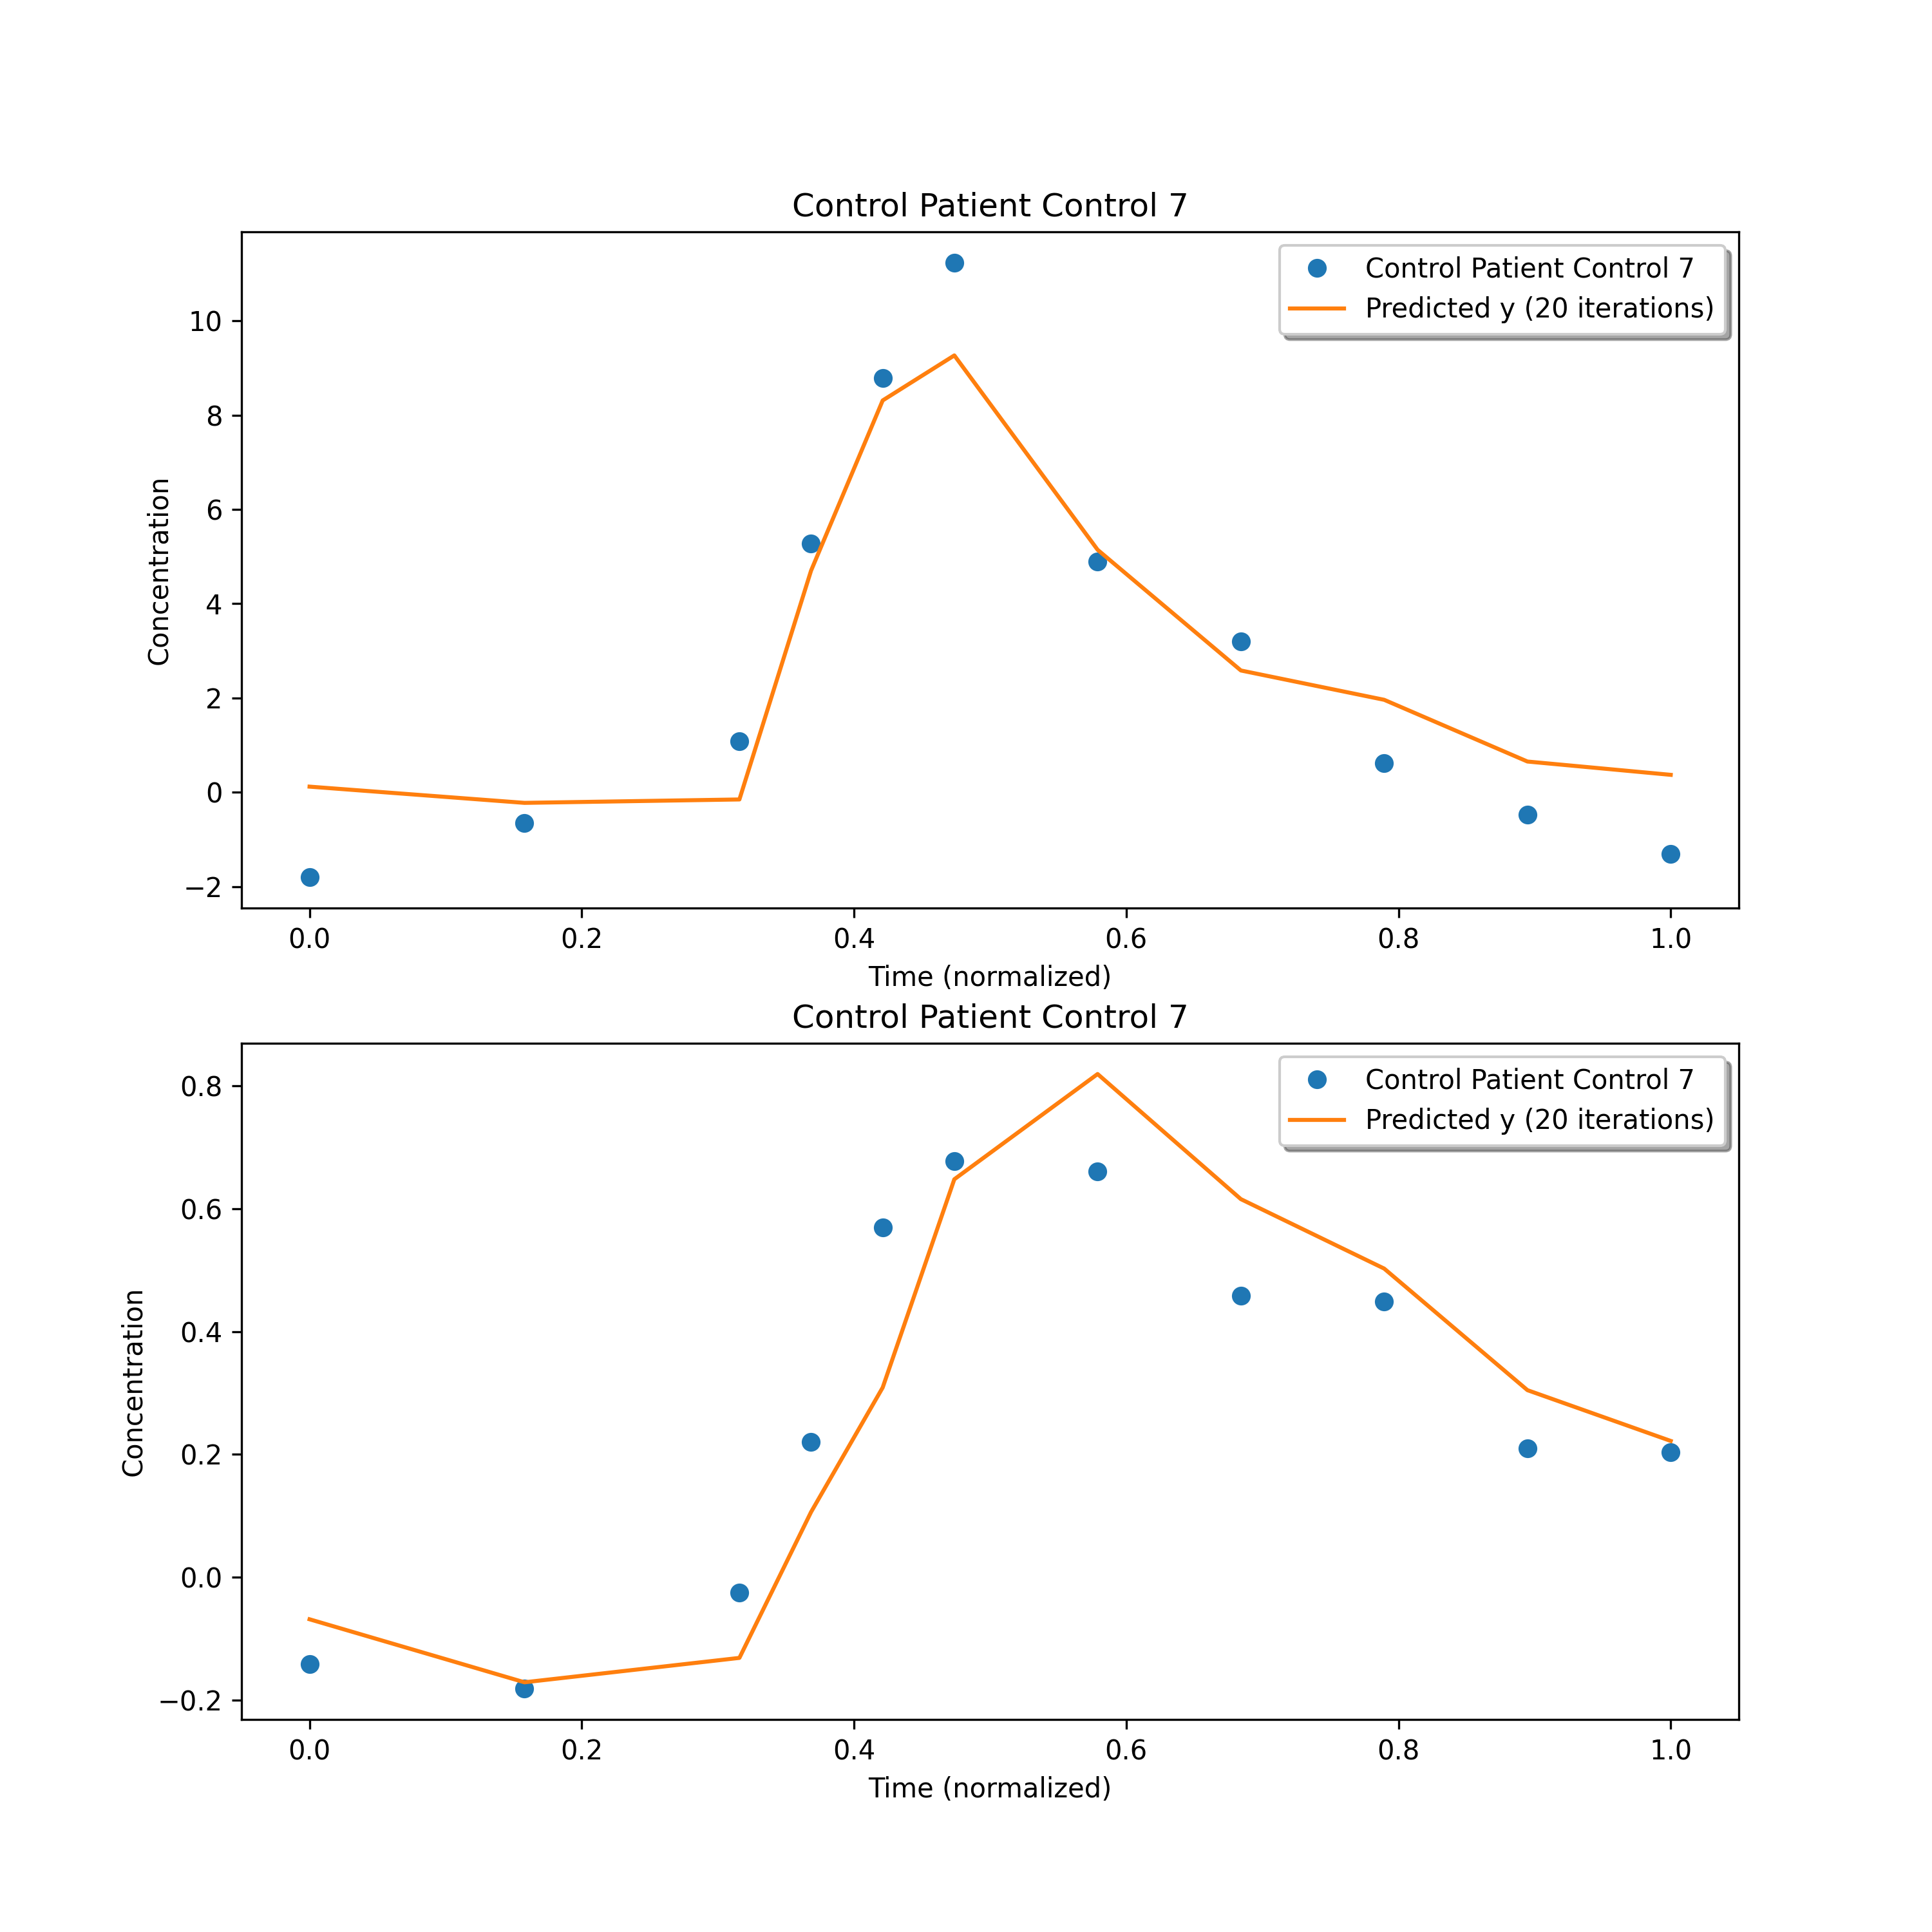 Control Patient Control 7
Control Patient Control 7
Predicted y (20 iterations)
10
8
6
4
2
0
−2
Concentration
0.0 0.2 0.4 0.6 0.8 1.0
Time (normalized)
Control Patient Control 7
Control Patient Control 7
Predicted y (20 iterations)
0.8
0.6
0.4
0.2
0.0
−0.2
Concentration
0.0 0.2 0.4 0.6 0.8 1.0
Time (normalized)